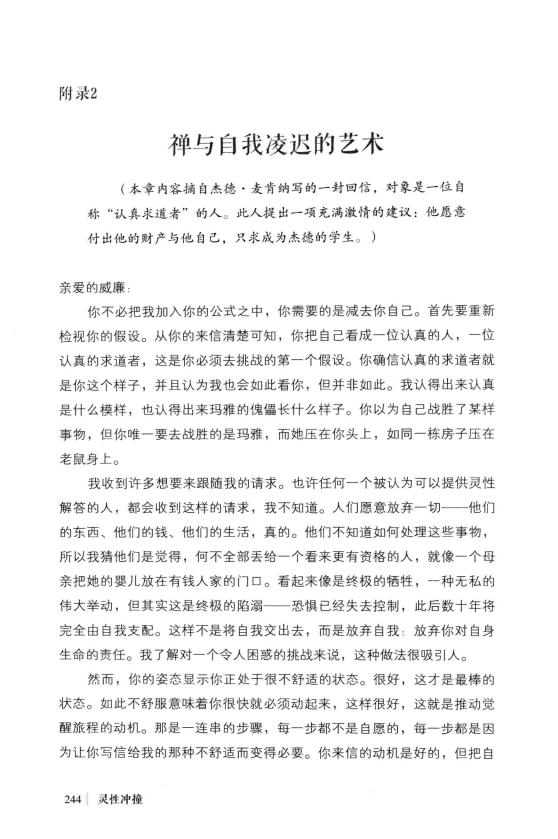 附录2
禅与自我凌迟的艺术
（本章内容摘自杰德·麦肯纳写的一封回信，对象是一位自
称“认真求道者”的人。此人提出一项充满激情的建议：他愿意
付出他的财产与他自己，只求成为杰德的学生。）
亲爱的威廉：
你不必把我加入你的公式之中，你需要的是减去你自己。首先要重新
检视你的假设。从你的来信清楚可知，你把自己看成一位认真的人，一位
认真的求道者，这是你必须去挑战的第一个假设。你确信认真的求道者就
是你这个样子，并且认为我也会如此看你，但并非如此。我认得出来认真
是什么模样，也认得出来玛雅的傀儡长什么样子。你以为自己战胜了某样
事物，但你唯一要去战胜的是玛雅，而她压在你头上，如同一栋房子压在
老鼠身上。
我收到许多想要来跟随我的请求。也许任何一个被认为可以提供灵性
解答的人，都会收到这样的请求，我不知道。人们愿意放弃一切——他们
的东西、他们的钱、他们的生活，真的。他们不知道如何处理这些事物，
所以我猜他们是觉得，何不全部丢给一个看来更有资格的人，就像一个母
亲把她的婴儿放在有钱人家的门口。看起来像是终极的牺牲，一种无私的
伟大举动，但其实这是终极的陷溺——恐惧已经失去控制，此后数十年将
完全由自我支配。这样不是将自我交出去，而是放弃自我：放弃你对自身
生命的责任。我了解对一个令人困惑的挑战来说，这种做法很吸引人。
然而，你的姿态显示你正处于很不舒适的状态。很好，这才是最棒的
状态。如此不舒服意味着你很快就必须动起来，这样很好，这就是推动觉
醒旅程的动机。那是一连串的步骤，每一步都不是自愿的，每一步都是因
为让你写信给我的那种不舒适而变得必要。你来信的动机是好的，但把自
244 | 灵性冲撞